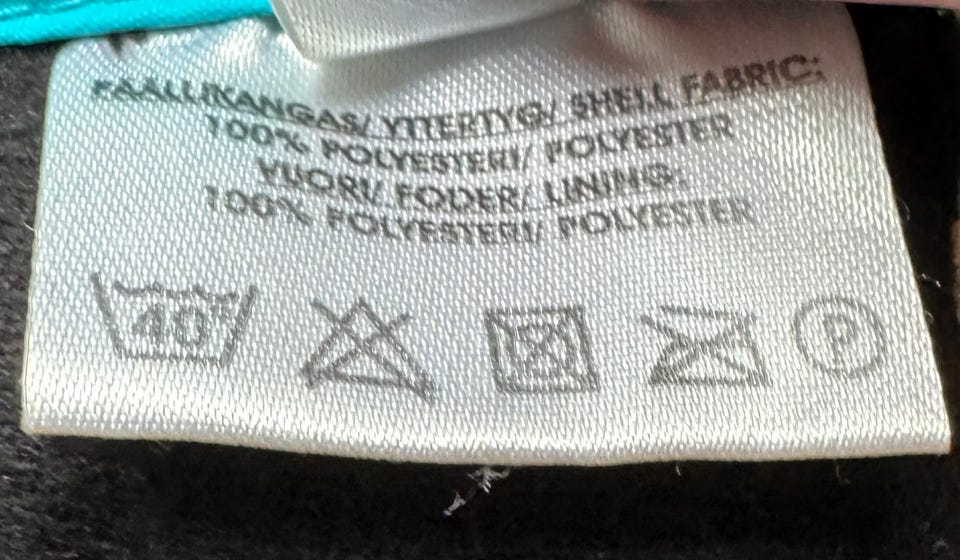 PÄÄLLIKANGAS/ YTTERTYG/ SHELL FABRIC:
100% POLYESTERI/ POLYESTER
VUORI/ FODER/ LINING:
100% POLYESTERI/ POLYESTER
40° P